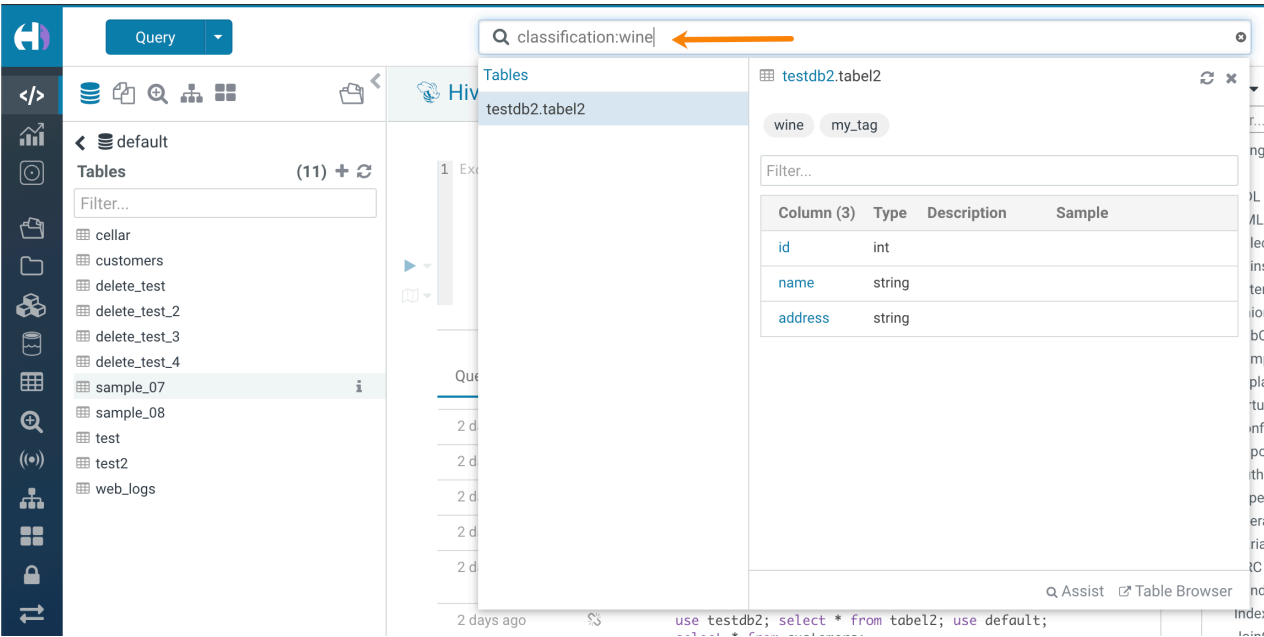 Query
classification:wine
default
Tables (11)
Filter...
cellar
customers
delete_test
delete_test_2
delete_test_3
delete_test_4
sample_07
sample_08
test
test2
web_logs
1
Tables
testdb2.tabel2
testdb2.tabel2
wine my_tag
Filter...
Column (3) Type Description Sample
id int
name string
address string
Assist Table Browser
2 days ago use testdb2; select * from tabel2; use default;